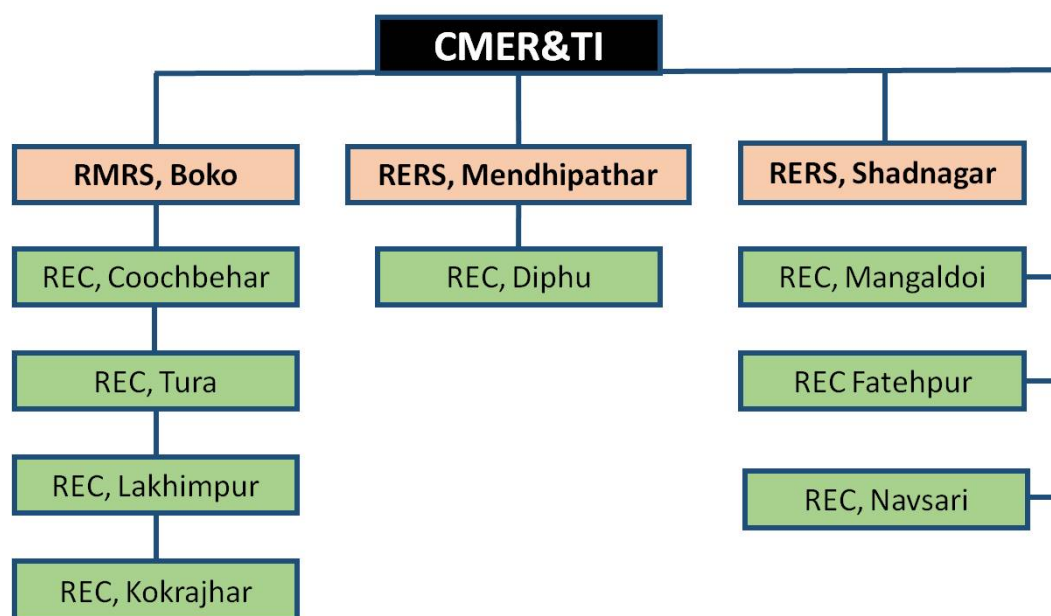 CMER&TI
RMRS, Boko
RERS, Mendhipathar
RERS, Shadnagar
REC, Coochbehar
REC, Diphu
REC, Mangaldoi
REC, Tura
REC Fatehpur
REC, Lakhimpur
REC, Navsari
REC, Kokrajhar